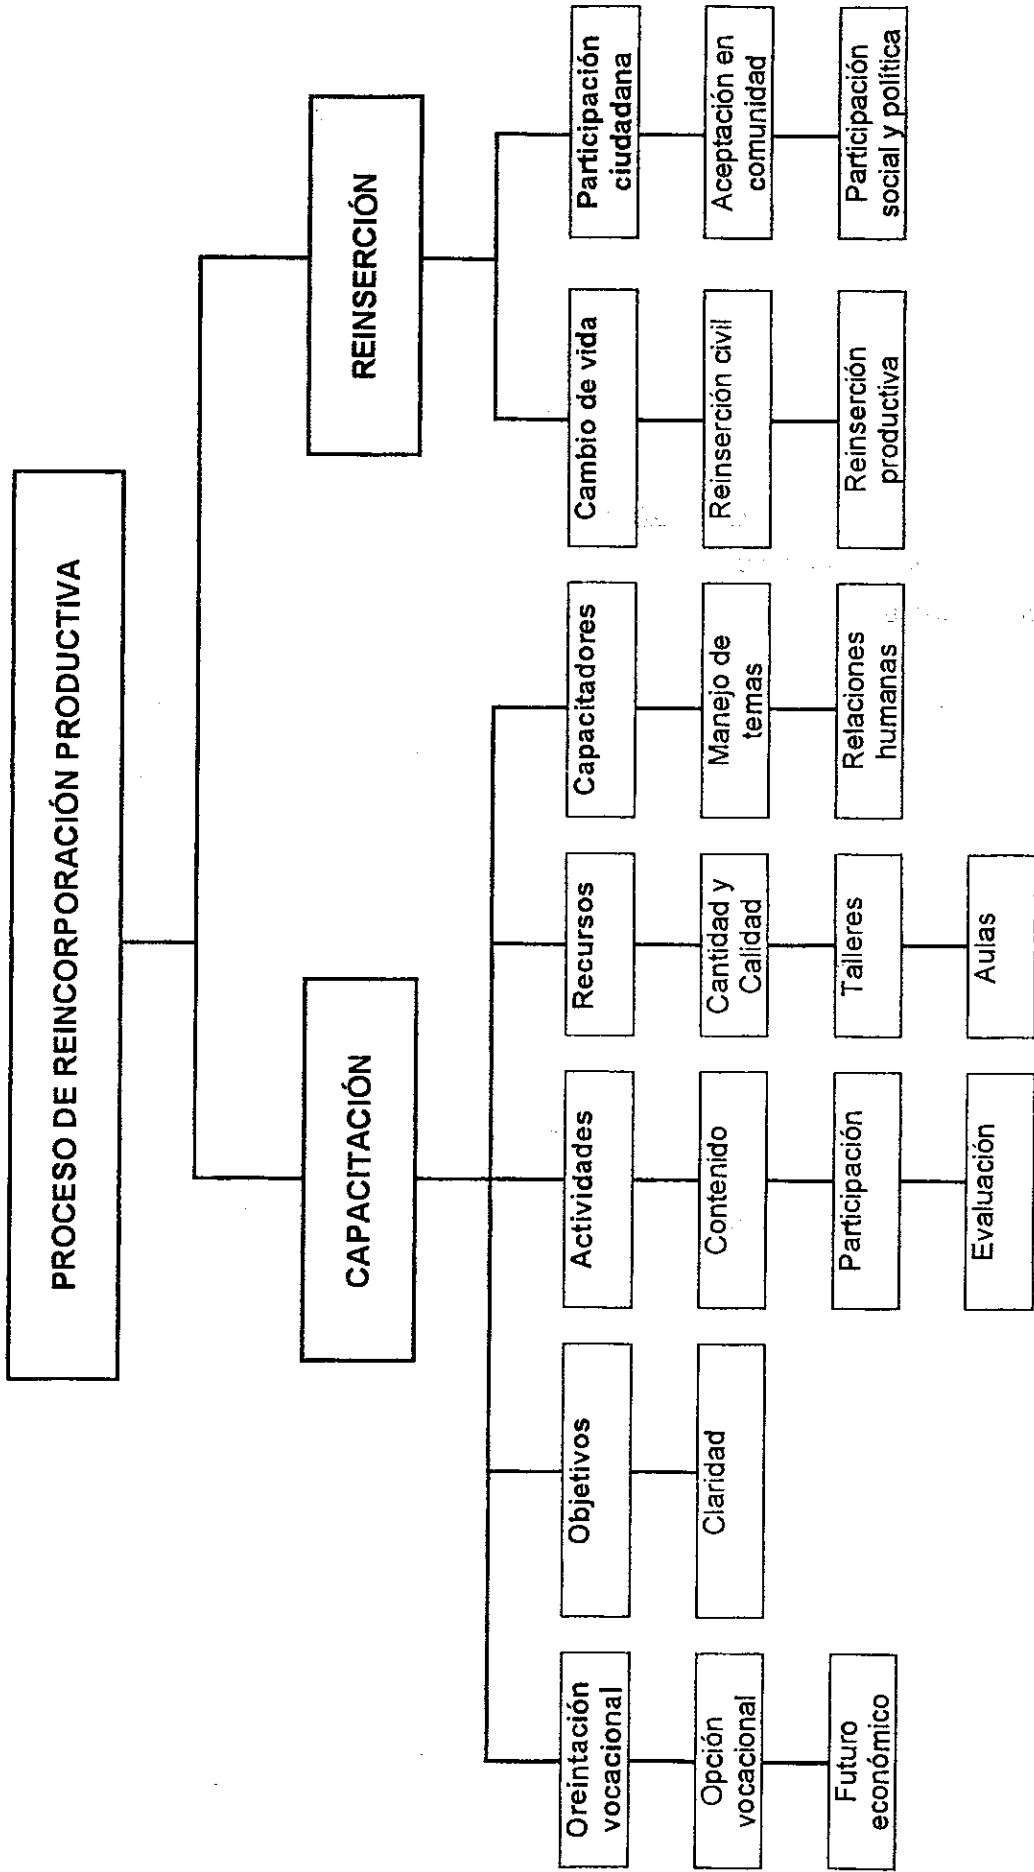 PROCESO DE REINCORPORACIÓN PRODUCTIVA
CAPACITACIÓN
REINSERCIÓN
Oreintación
vocacional
Objetivos
Actividades
Recursos
Capacitadores
Cambio de vida
Participación
ciudadana
Opción
vocacional
Claridad
Contenido
Cantidad y
Calidad
Manejo de
temas
Reinserción civil
Aceptación en
comunidad
Futuro
económico
Participación
Talleres
Relaciones
humanas
Reinserción
productiva
Participación
social y política
Evaluación
Aulas